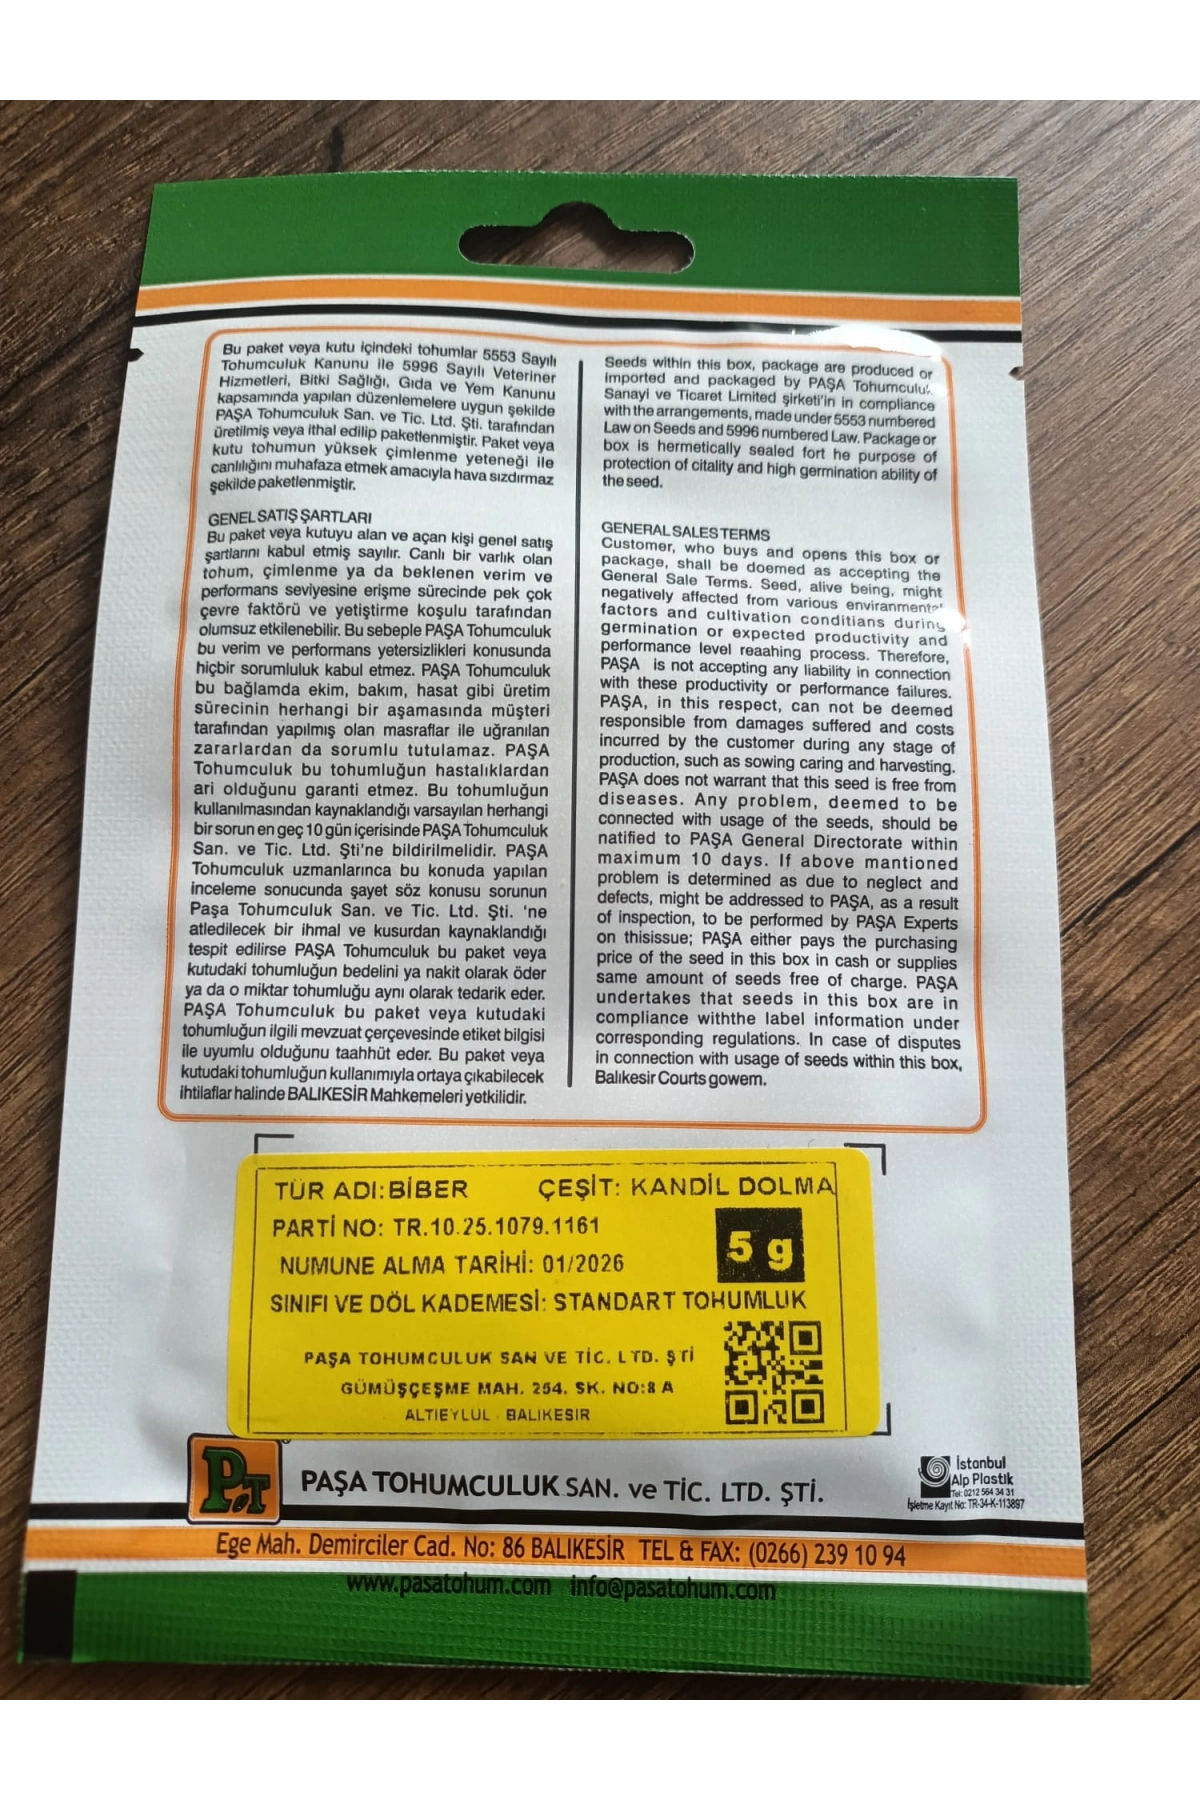 Bu paket veya kutu içindeki tohumlar 5553 Sayılı
Tohumculuk Kanunu ile 5996 Sayılı Veteriner
Hizmetleri, Bitki Sağlığı, Gıda ve Yem Kanunu
kapsamında yapılan düzenlemelere uygun şekilde
PAŞA Tohumculuk San. ve Tic. Ltd. Şti. tarafından
üretilmiş veya ithal edilip paketlenmiştir. Paket veya
kutu tohumun yüksek çimlenme yeteneği ile
canlılığını muhafaza etmek amacıyla hava sızdırmaz
şekilde paketlenmiştir.
GENEL SATIŞ ŞARTLARI
Bu paket veya kutuyu alan ve açan kişi genel satış
şartlarını kabul etmiş sayılır. Canlı bir varlık olan
tohum, çimlenme ya da beklenen verim ve
performans seviyesine erişme sürecinde pek çok
çevre faktörü ve yetiştirme koşulu tarafından
olumsuz etkilenebilir. Bu sebeple PAŞA Tohumculuk
bu verim ve performans yetersizlikleri konusunda
hiçbir sorumluluk kabul etmez. PAŞA Tohumculuk
bu bağlamda ekim, bakım, hasat gibi üretim
sürecinin herhangi bir aşamasında müşteri
tarafından yapılmış olan masraflar ile uğranılan
zararlardan da sorumlu tutulamaz. PAŞA
Tohumculuk bu tohumluğun hastalıklardan
ari olduğunu garanti etmez. Bu tohumluğun
kullanılmasından kaynaklandığı varsayılan herhangi
bir sorun en geç 10 gün içerisinde PAŞA Tohumculuk
San. ve Tic. Ltd. Şti'ne bildirilmelidir. PAŞA
Tohumculuk uzmanlarınca bu konuda yapılan
inceleme sonucunda şayet söz konusu sorunun
Paşa Tohumculuk San. ve Tic. Ltd. Şti. 'ne
atledilecek bir ihmal ve kusurdan kaynaklandığı
tespit edilirse PAŞA Tohumculuk bu paket veya
kutudaki tohumluğun bedelini ya nakit olarak öder
ya da o miktar tohumluğu aynı olarak tedarik eder.
PAŞA Tohumculuk bu paket veya kutudaki
tohumluğun ilgili mevzuat çerçevesinde etiket bilgisi
ile uyumlu olduğunu taahhüt eder. Bu paket veya
kutudaki tohumluğun kullanımıyla ortaya çıkabilecek
ihtilaflar halinde BALIKESİR Mahkemeleri yetkilidir.
Seeds within this box, package are produced or
imported and packaged by PAŞA Tohumculuk
Sanayi ve Ticaret Limited şirketi'in in compliance
with the arrangements, made under 5553 numbered
Law on Seeds and 5996 numbered Law. Package or
box is hermetically sealed fort he purpose of
protection of citality and high germination ability of
the seed.
GENERAL SALES TERMS
Customer, who buys and opens this box or
package, shall be doemed as accepting the
General Sale Terms. Seed, alive being, might
negatively affected from various enviranmental
factors and cultivation conditians during
germination or expected productivity and
performance level reaahing process. Therefore,
PAŞA is not accepting any liability in connection
with these productivity or performance failures.
PAŞA, in this respect, can not be deemed
responsible from damages suffered and costs
incurred by the customer during any stage of
production, such as sowing caring and harvesting.
PAŞA does not warrant that this seed is free from
diseases. Any problem, deemed to be
connected with usage of the seeds, should be
natified to PAŞA General Directorate within
maximum 10 days. If above mantioned
problem is determined as due to neglect and
defects, might be addressed to PAŞA, as a result
of inspection, to be performed by PAŞA Experts
on thisissue; PAŞA either pays the purchasing
price of the seed in this box in cash or supplies
same amount of seeds free of charge. PAŞA
undertakes that seeds in this box are in
compliance withthe label information under
corresponding regulations. In case of disputes
in connection with usage of seeds within this box,
Balıkesir Courts gowem.
TÜR ADI: BİBER ÇEŞİT: KANDİL DOLMA
PARTİ NO: TR.10.25.1079.1161
5 g
NUMUNE ALMA TARİHİ: 01/2026
SINIFI VE DÖL KADEMESİ: STANDART TOHUMLUK
PAŞA TOHUMCULUK SAN VE TİC. LTD. ŞTİ
GÜMÜŞÇEŞME MAH. 254. SK. NO:8 A
ALTIEYLUL BALIKESIR
P.T ®
PAŞA TOHUMCULUK SAN. ve TİC. LTD. ŞTİ.
İstanbul
Alp Plastik
Tel: 0212 564 34 31
İşletme Kayıt No: TR-34-K-113897
Ege Mah. Demirciler Cad. No: 86 BALIKESİR TEL & FAX: (0266) 239 10 94
www.pasatohum.com info@pasatohum.com